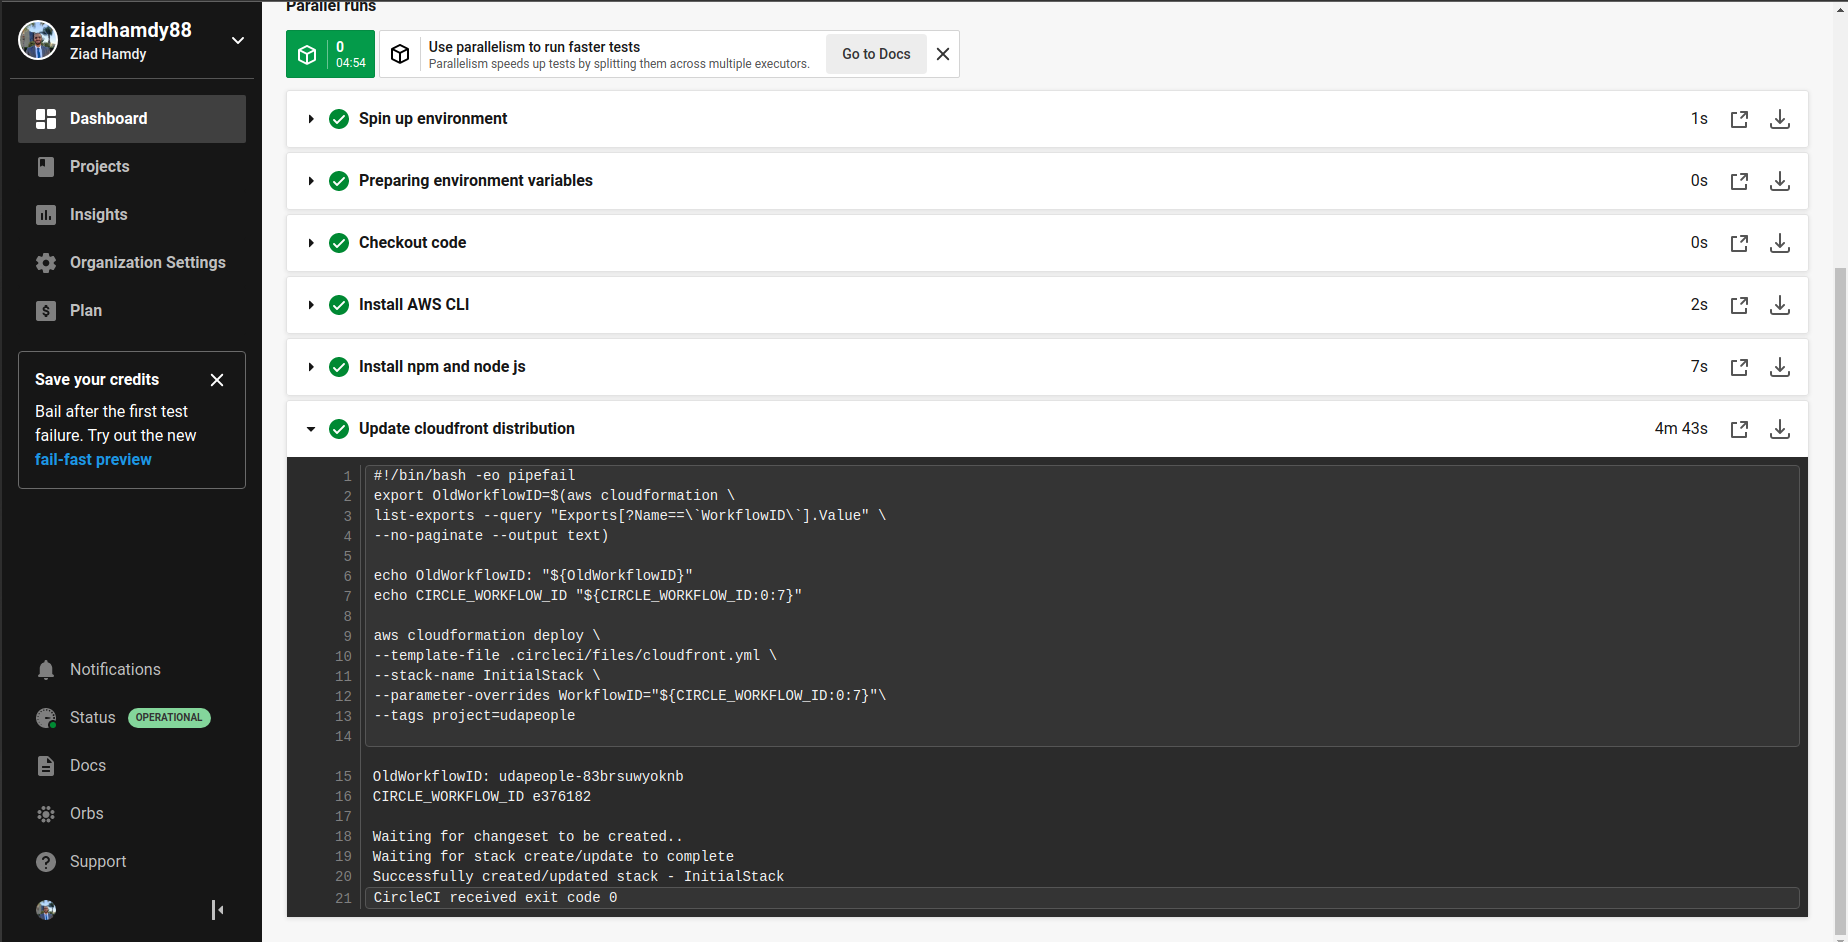 ziadhamdy88
Ziad Hamdy
Dashboard
Projects
Insights
Organization Settings
Plan
Save your credits
Bail after the first test
failure. Try out the new
fail-fast preview
Notifications
Status OPERATIONAL
Docs
Orbs
Support
Parallel runs
0
04:54
Use parallelism to run faster tests
Parallelism speeds up tests by splitting them across multiple executors.
Go to Docs
Spin up environment 1s
Preparing environment variables 0s
Checkout code 0s
Install AWS CLI 2s
Install npm and node js 7s
Update cloudfront distribution 4m 43s
1 #!/bin/bash -eo pipefail
2 export OldWorkflowID=$(aws cloudformation \
3 list-exports --query "Exports[?Name==\`WorkflowID\`].Value" \
4 --no-paginate --output text)
5
6 echo OldWorkflowID: "${OldWorkflowID}"
7 echo CIRCLE_WORKFLOW_ID "${CIRCLE_WORKFLOW_ID:0:7}"
8
9 aws cloudformation deploy \
10 --template-file .circleci/files/cloudfront.yml \
11 --stack-name InitialStack \
12 --parameter-overrides WorkflowID="${CIRCLE_WORKFLOW_ID:0:7}"\
13 --tags project=udapeople
14
15 OldWorkflowID: udapeople-83brsuwyoknb
16 CIRCLE_WORKFLOW_ID e376182
17
18 Waiting for changeset to be created..
19 Waiting for stack create/update to complete
20 Successfully created/updated stack - InitialStack
21 CircleCI received exit code 0